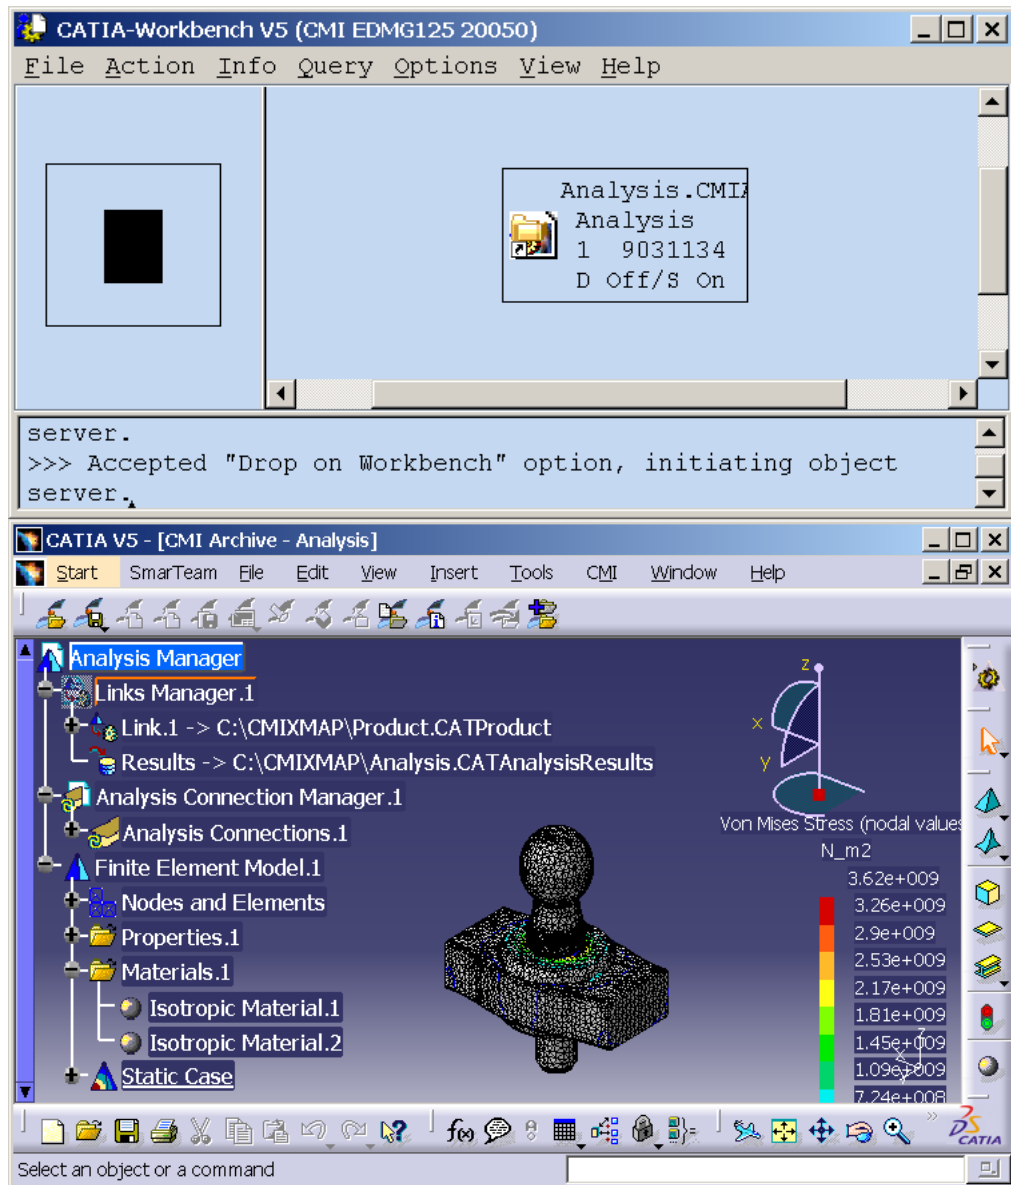 CATIA-Workbench V5 (CMI EDMG125 20050)
File Action Info Query Options View Help
Analysis.CMI
Analysis
1 9031134
D Off/S On
server.
>>> Accepted "Drop on Workbench" option, initiating object
server.
CATIA V5 - [CMI Archive - Analysis]
Start SmarTeam File Edit View Insert Tools CMI Window Help
Analysis Manager
Links Manager.1
Link.1 -> C:\CMIXMAP\Product.CATProduct
Results -> C:\CMIXMAP\Analysis.CATAnalysisResults
Analysis Connection Manager.1
Analysis Connections.1
Finite Element Model.1
Nodes and Elements
Properties.1
Materials.1
Isotropic Material.1
Isotropic Material.2
Static Case
z
x
y
Von Mises Stress (nodal values
N_m2
3.62e+009
3.26e+009
2.9e+009
2.53e+009
2.17e+009
1.81e+009
1.45e+009
1.09e+009
7.24e+008
f(x)
CATIA
Select an object or a command